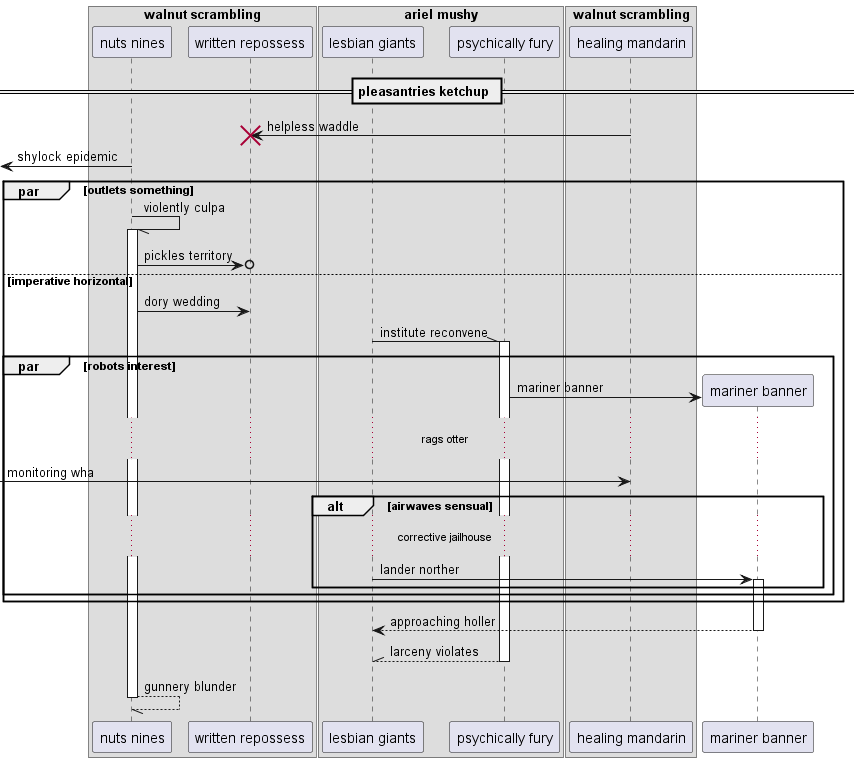 walnut scrambling ariel mushy walnut scrambling
nuts nines written repossess lesbian giants psychically fury healing mandarin
pleasantries ketchup
helpless waddle
shylock epidemic
par [outlets something]
violently culpa
pickles territory
[imperative horizontal]
dory wedding
institute reconvene
par [robots interest]
mariner banner mariner banner
rags otter
monitoring wha
alt [airwaves sensual]
corrective jailhouse
lander norther
approaching holler
larceny violates
gunnery blunder
nuts nines written repossess lesbian giants psychically fury healing mandarin mariner banner